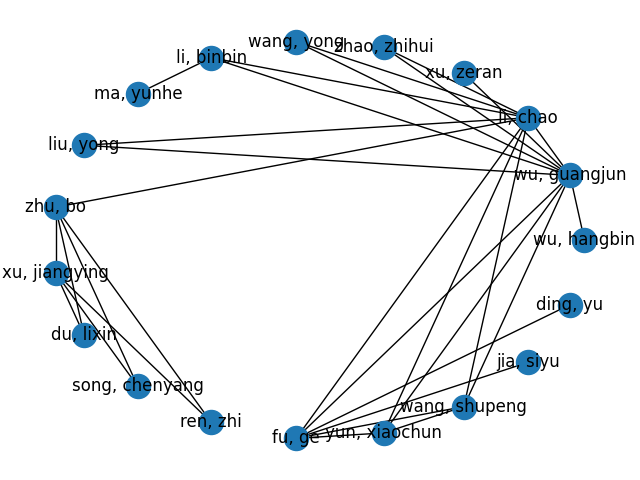 wang, yong
zhao, zhihui
li, binbin
xu, zeran
ma, yunhe
li, chao
liu, yong
wu, guangjun
zhu, bo
wu, hangbin
xu, jiangying
ding, yu
du, lixin
jia, siyu
song, chenyang
wang, shupeng
ren, zhi
fu, ge
yun, xiaochun